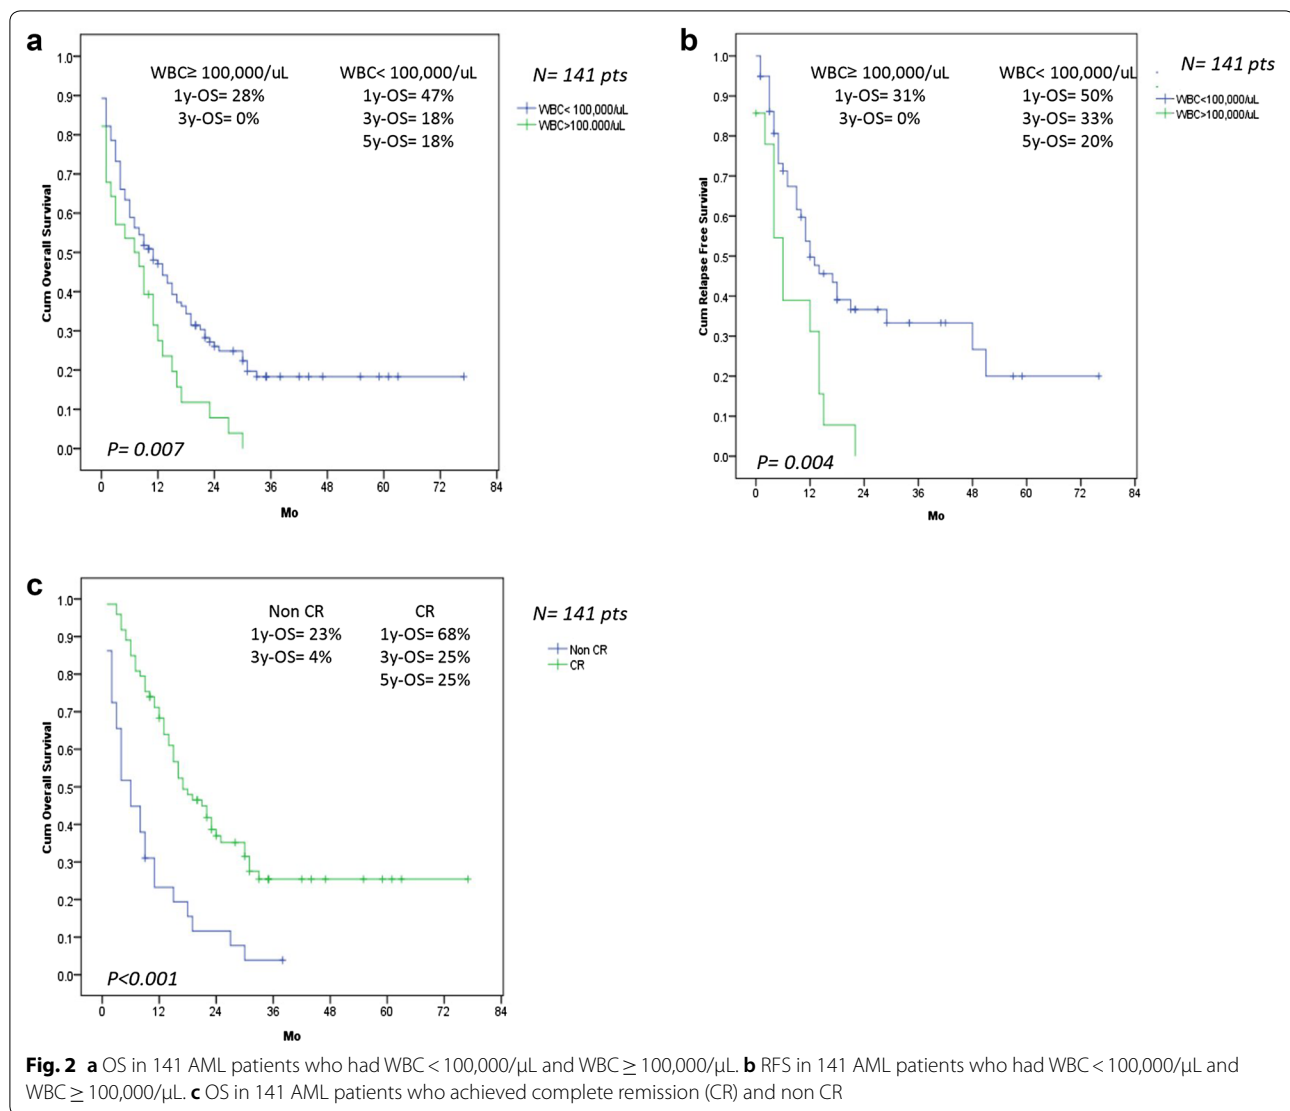 a
WBC≥ 100,000/uL
1y-OS= 28%
3y-OS= 0%
WBC< 100,000/uL
1y-OS= 47%
3y-OS= 18%
5y-OS= 18%
N= 141 pts
WBC< 100,000/uL
WBC>100.000/uL
Cum Overall Survival
1.0
0.9
0.8
0.7
0.6
0.5
0.4
0.3
0.2
0.1
0.0
P= 0.007
0 12 24 36 48 60 72 84
Mo
b
WBC≥ 100,000/uL
1y-OS= 31%
3y-OS= 0%
WBC< 100,000/uL
1y-OS= 50%
3y-OS= 33%
5y-OS= 20%
N= 141 pts
WBC<100,000/uL
WBC>100,000/uL
Cum Relapse Free Survival
1.0
0.9
0.8
0.7
0.6
0.5
0.4
0.3
0.2
0.1
0.0
P= 0.004
0 12 24 36 48 60 72 84
Mo
c
Non CR
1y-OS= 23%
3y-OS= 4%
CR
1y-OS= 68%
3y-OS= 25%
5y-OS= 25%
N= 141 pts
Non CR
CR
Cum Overall Survival
1.0
0.9
0.8
0.7
0.6
0.5
0.4
0.3
0.2
0.1
0.0
P<0.001
0 12 24 36 48 60 72 84
Mo
Fig. 2 a OS in 141 AML patients who had WBC < 100,000/μL and WBC ≥ 100,000/μL. b RFS in 141 AML patients who had WBC < 100,000/μL and
WBC ≥ 100,000/μL. c OS in 141 AML patients who achieved complete remission (CR) and non CR